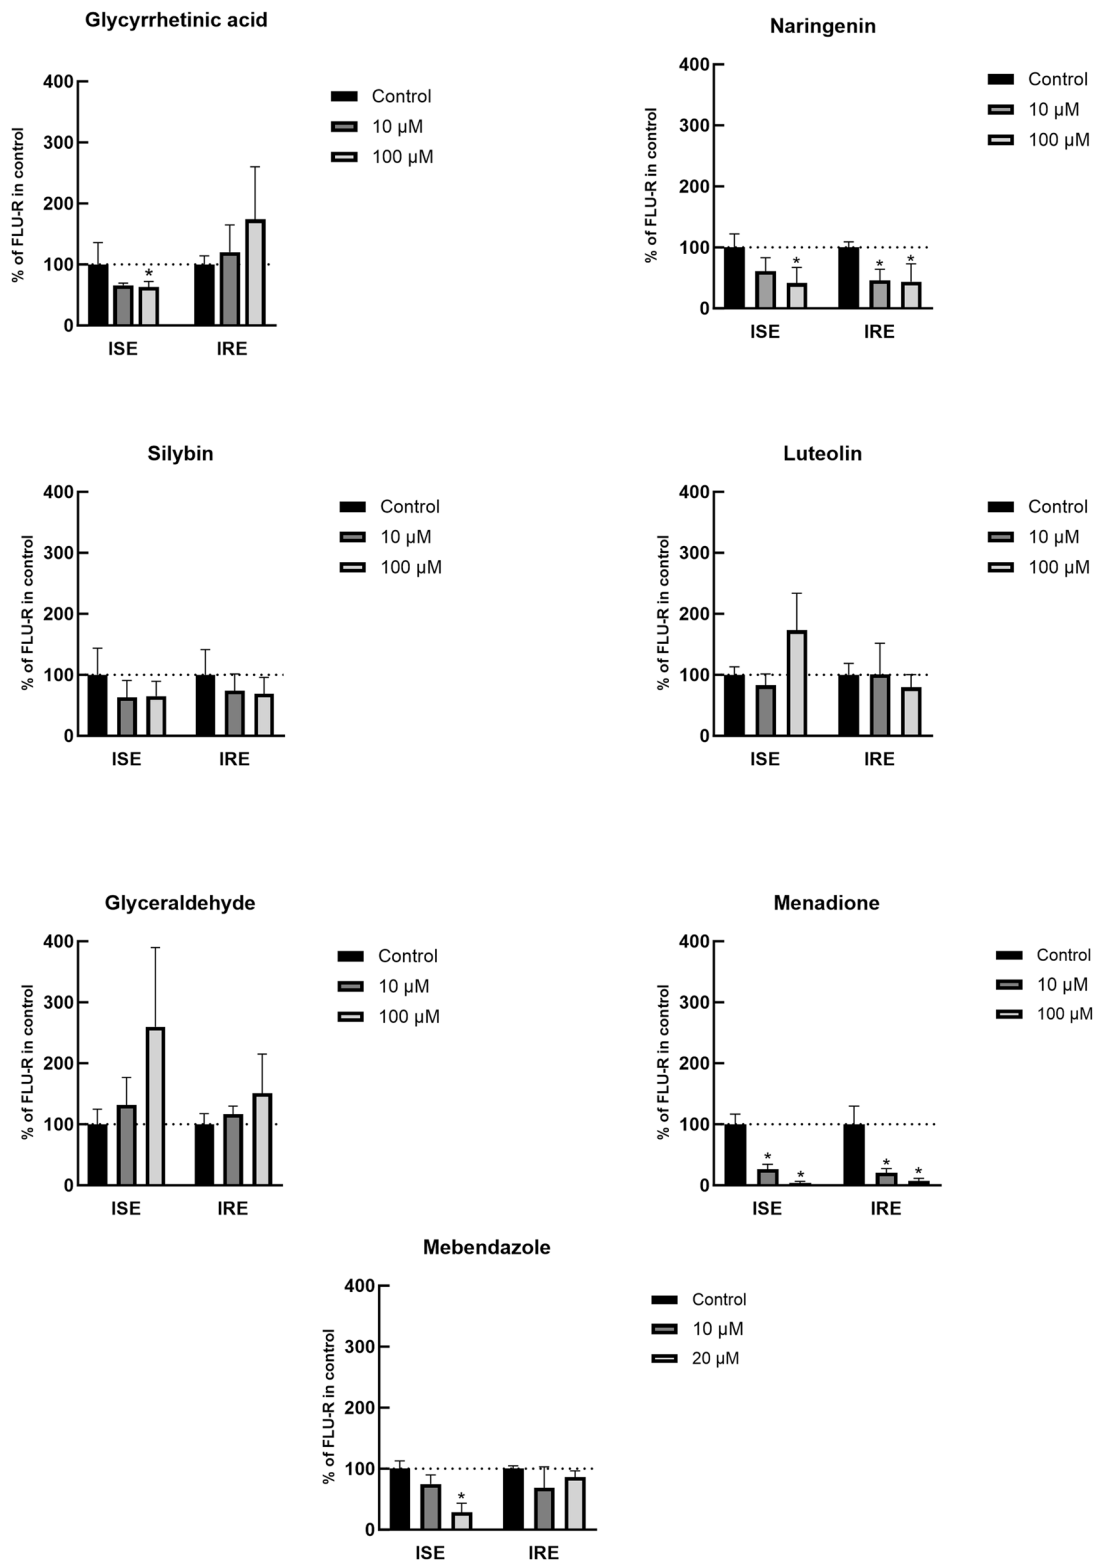 Glycyrrhetinic acid
% of FLU-R in control
400
300
200
100
0
*
ISE
IRE
Control
10 µM
100 µM
Naringenin
% of FLU-R in control
400
300
200
100
0
*
*
*
ISE
IRE
Control
10 µM
100 µM
Silybin
% of FLU-R in control
400
300
200
100
0
ISE
IRE
Control
10 µM
100 µM
Luteolin
% of FLU-R in control
400
300
200
100
0
ISE
IRE
Control
10 µM
100 µM
Glyceraldehyde
% of FLU-R in control
400
300
200
100
0
ISE
IRE
Control
10 µM
100 µM
Menadione
% of FLU-R in control
400
300
200
100
0
*
*
*
*
ISE
IRE
Control
10 µM
100 µM
Mebendazole
% of FLU-R in control
400
300
200
100
0
*
ISE
IRE
Control
10 µM
20 µM